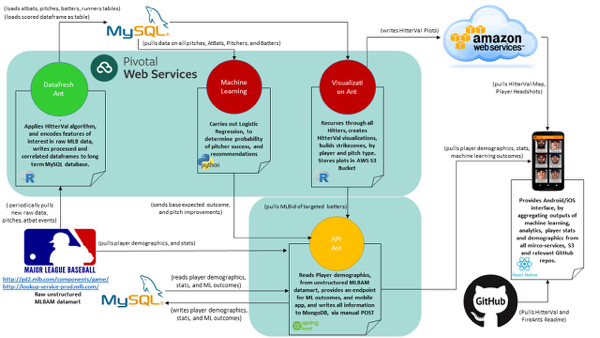 (loads atbats, pitches, batters, runners tables)
(loads scored dataframe as table)
MySQL
(pulls data on all pitches, AtBats, Pitchers, and Batters)
(writes HitterVal Plots)
amazon
web services™
Pivotal
Web Services
Datafresh
Ant
Machine
Learning
Visualizati
on Ant
(pulls HitterVal Map,
Player Headshots)
Applies HitterVal algorithm,
and encodes features of
interest in raw MLB data,
writes processed and
correlated dataframes to long
term MySQL database.
R
Carries out Logistic
Regression, to
determine probability
of pitcher success, and
recommendations
python
Recurses through all
Hitters, creates
HitterVal visualizations,
builds strikezones, by
player and pitch type.
Stores plots in AWS S3
Bucket
R
(pulls player demographics, stats,
machine learning outcomes)
( periodically pulls
new raw data,
pitches, atbat events)
(sends base expected outcome,
and pitch improvements)
(pulls MLBid of targeted batters)
Provides Android/iOS
interface, by
aggregating outputs of
machine learning,
analytics, player
stats and demographics
from all mirco-services, S3
and relevant GitHub
repos.
React Native
MAJOR LEAGUE BASEBALL
http://gd2.mlb.com/components/game/
http://lookup-service-prod.mlb.com/
Raw unstructured
MLBAM datamart
(pulls player demographics, and stats)
API
Ant
Reads Player demographics,
from unstructured MLBAM
datamart, provides an endpoint
for ML outcomes, and mobile
app, and writes all information
to MongoDB, via manual POST
spring
boot
MySQL
(reads player demographics,
stats, and ML outcomes)
(writes player demographics,
stats, and ML outcomes)
GitHub
(Pulls HitterVal and
FireAnts Readme)